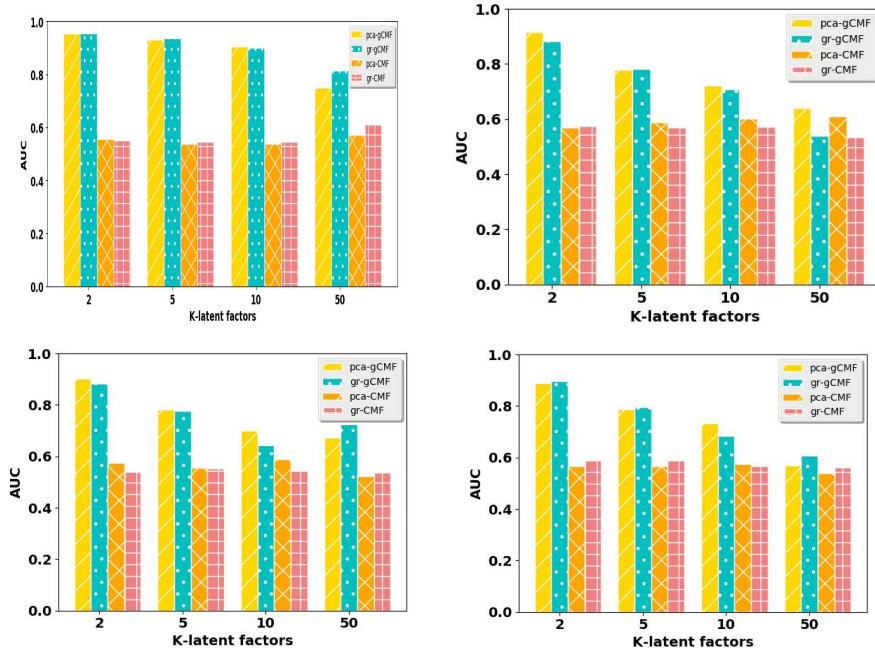 1.0
0.8
0.6
0.4
0.2
0.0
AUC
2 5 10 50
K-latent factors
pca-gCMF
gr-gCMF
pca-CMF
gr-CMF
1.0
0.8
0.6
0.4
0.2
0.0
AUC
2 5 10 50
K-latent factors
pca-gCMF
gr-gCMF
pca-CMF
gr-CMF
1.0
0.8
0.6
0.4
0.2
0.0
AUC
2 5 10 50
K-latent factors
pca-gCMF
gr-gCMF
pca-CMF
gr-CMF
1.0
0.8
0.6
0.4
0.2
0.0
AUC
2 5 10 50
K-latent factors
pca-gCMF
gr-gCMF
pca-CMF
gr-CMF